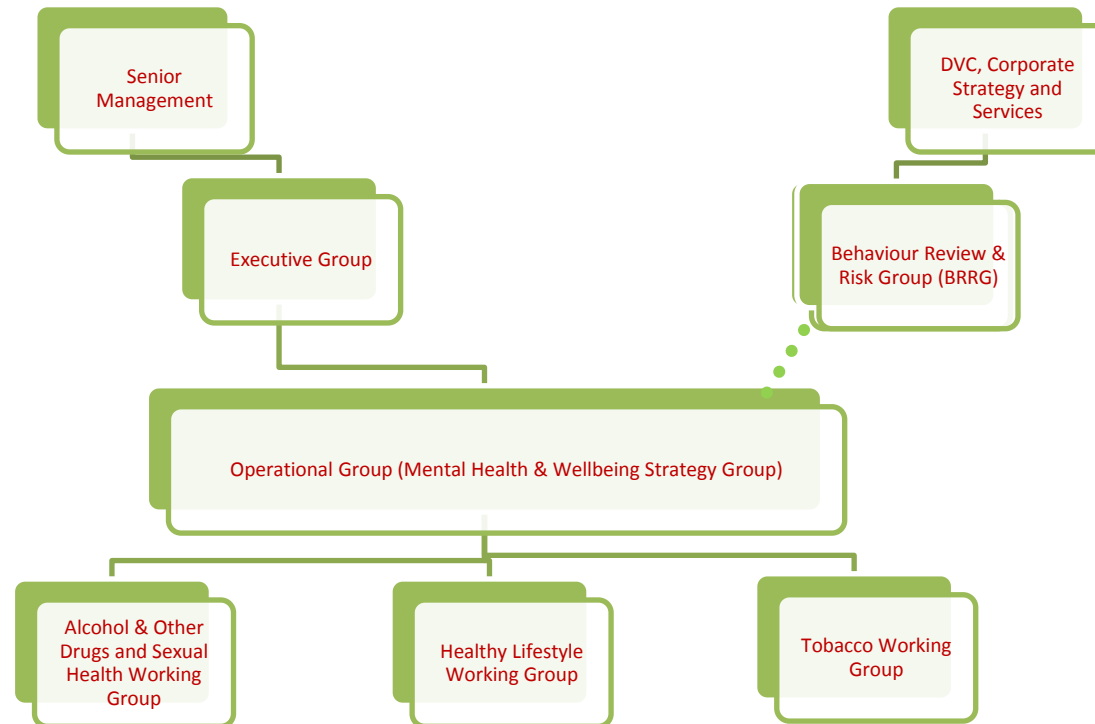 Senior
Management
DVC, Corporate
Strategy and
Services
Executive Group
Behaviour Review &
Risk Group (BRRG)
Operational Group (Mental Health & Wellbeing Strategy Group)
Alcohol & Other
Drugs and Sexual
Health Working
Group
Healthy Lifestyle
Working Group
Tobacco Working
Group